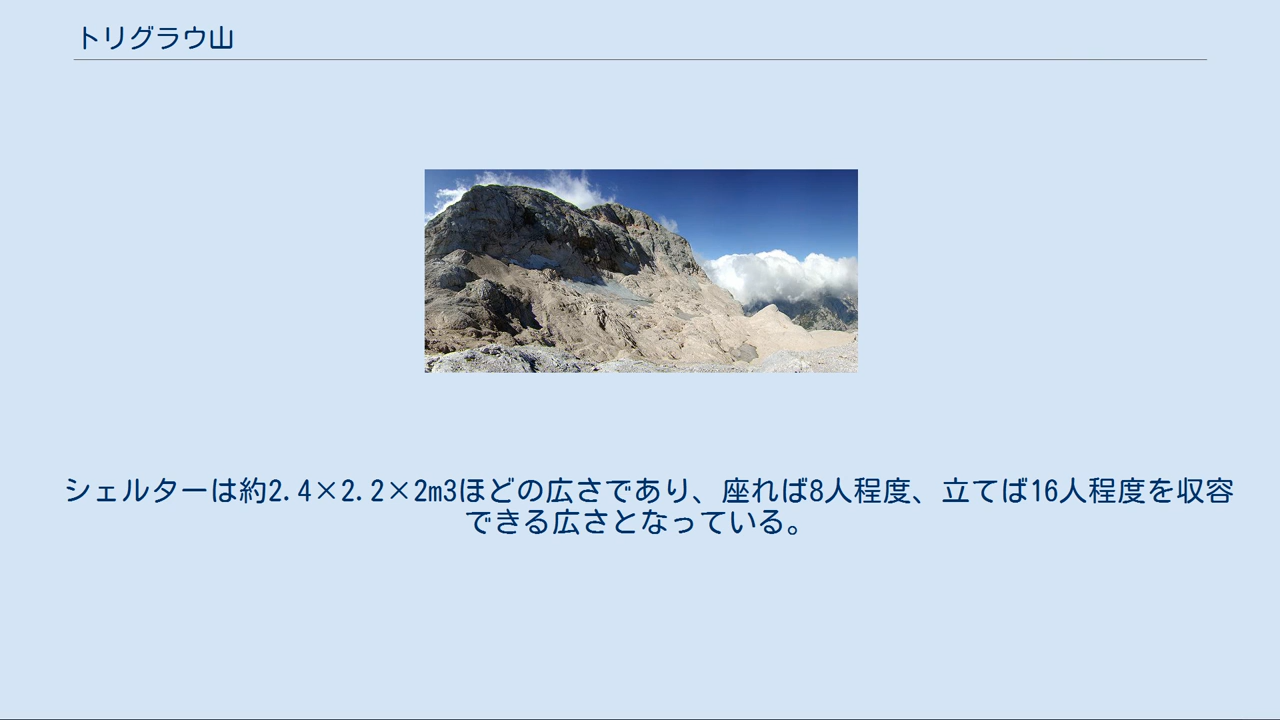 トリグラウ山
シェルターは約2.4×2.2×2m3ほどの広さであり、座れば8人程度、立てば16人程度を収容
できる広さとなっている。